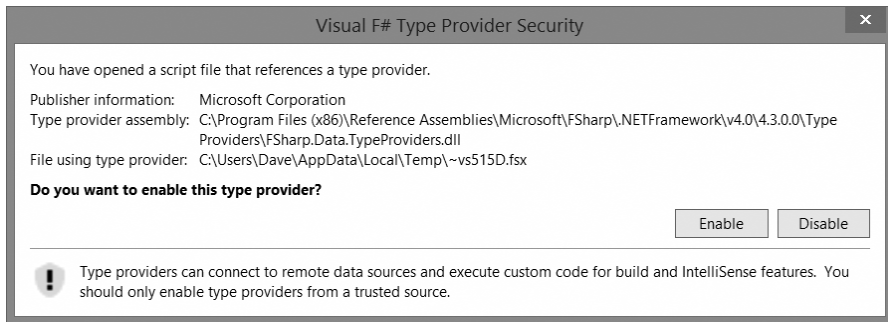 Visual F# Type Provider Security
x
You have opened a script file that references a type provider.
Publisher information: Microsoft Corporation
Type provider assembly: C:\Program Files (x86)\Reference Assemblies\Microsoft\FSharp\.NETFramework\v4.0\4.3.0.0\Type
Providers\FSharp.Data.TypeProviders.dll
File using type provider: C:\Users\Dave\AppData\Local\Temp\~vs515D.fsx
Do you want to enable this type provider?
Enable Disable
Type providers can connect to remote data sources and execute custom code for build and IntelliSense features. You
should only enable type providers from a trusted source.